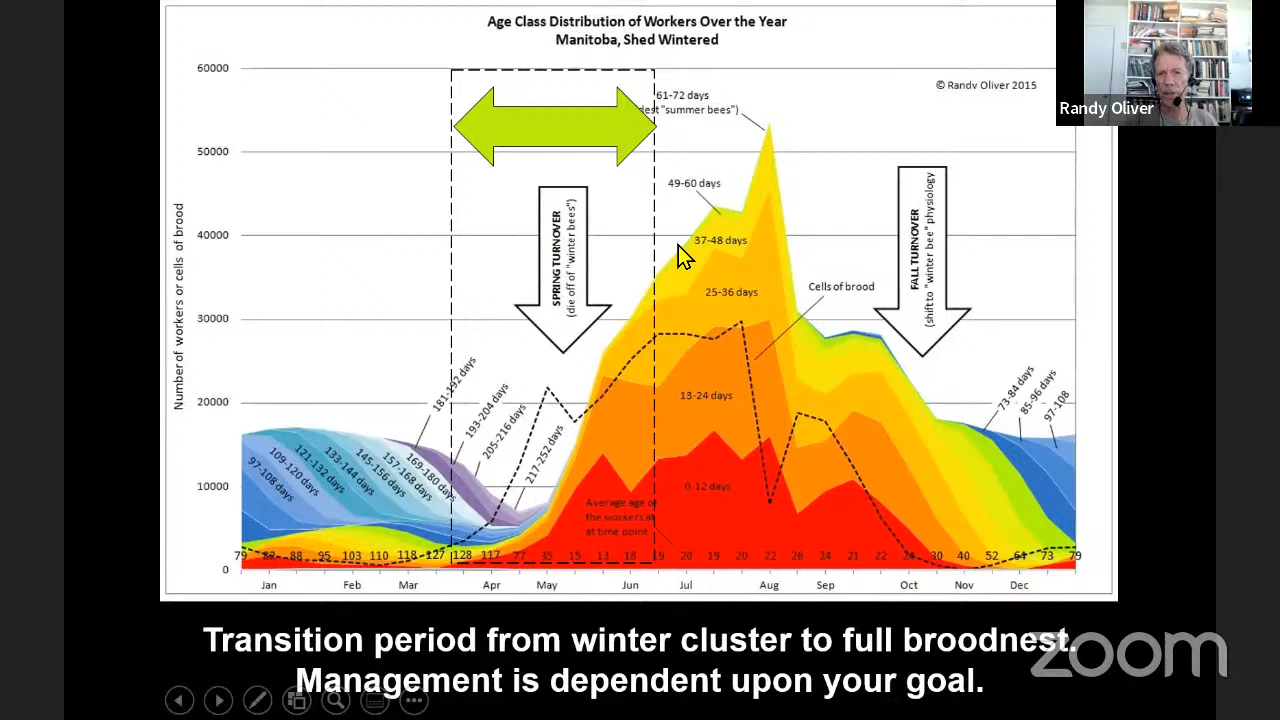 Age Class Distribution of Workers Over the Year
Manitoba, Shed Wintered
© Randy Oliver 2015
Randy Oliver
Number of workers or cells of brood
60000
50000
40000
30000
20000
10000
0
61-72 days
"summer bees")
49-60 days
37-48 days
25-36 days
13-24 days
0-12 days
Cells of brood
SPRING TURNOVER
(die off of "winter bees")
FALL TURNOVER
(shift to "winter bee" physiology
97-108 days
109-120 days
121-132 days
133-144 days
145-156 days
157-168 days
169-180 days
181-192 days
193-204 days
205-216 days
217-252 days
73-84 days
85-96 days
97-108
Average age of
the workers at
at time point
79 82 88 95 103 110 118 127 128 117 77 35 15 13 18 19 20 19 20 22 26 24 21 22 24 30 40 52 64 73 79
Jan Feb Mar Apr May Jun Jul Aug Sep Oct Nov Dec
Transition period from winter cluster to full broodnest.
Management is dependent upon your goal.
zoom